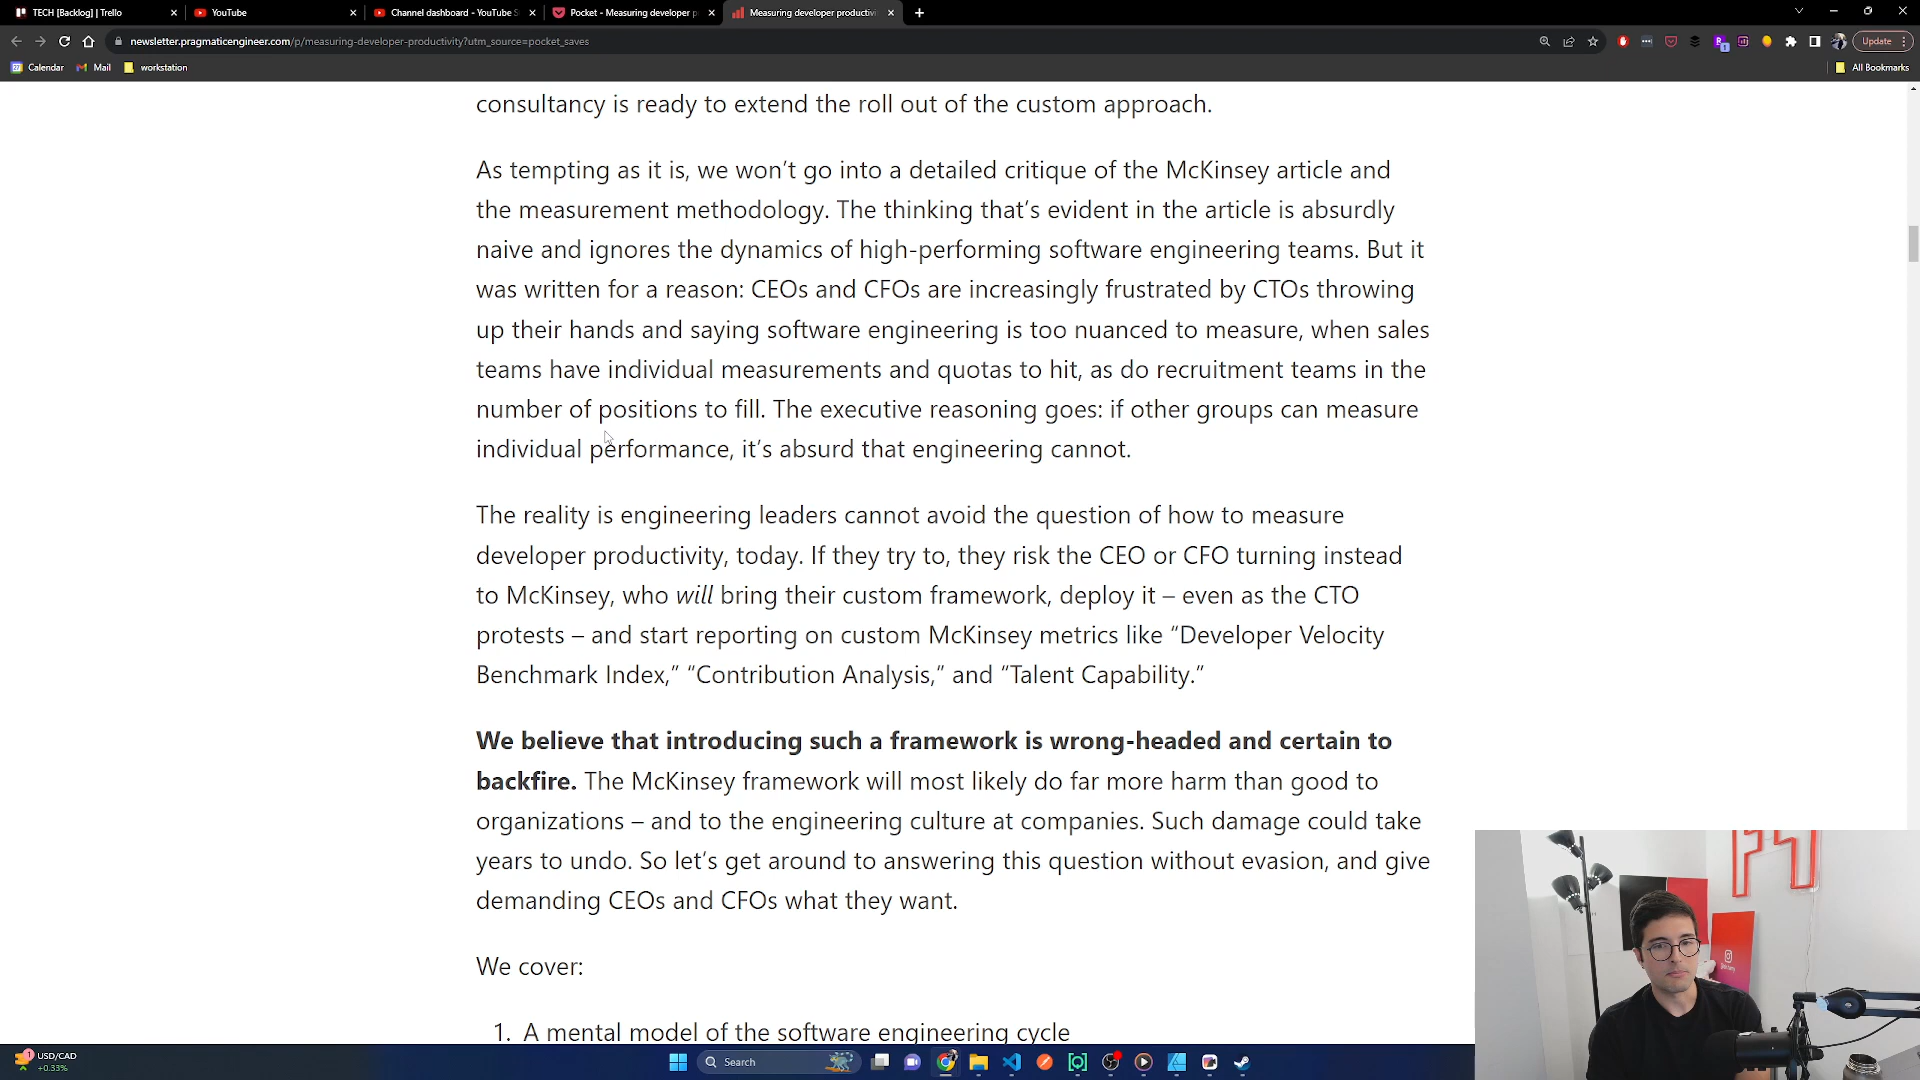 TECH [Backlog] | Trello
YouTube
Channel dashboard - YouTube S
Pocket - Measuring developer p
Measuring developer productivi
newsletter.pragmaticengineer.com/p/measuring-developer-productivity?utm_source=pocket_saves
Update
Calendar
Mail
workstation
All Bookmarks
consultancy is ready to extend the roll out of the custom approach.
As tempting as it is, we won’t go into a detailed critique of the McKinsey article and
the measurement methodology. The thinking that’s evident in the article is absurdly
naive and ignores the dynamics of high-performing software engineering teams. But it
was written for a reason: CEOs and CFOs are increasingly frustrated by CTOs throwing
up their hands and saying software engineering is too nuanced to measure, when sales
teams have individual measurements and quotas to hit, as do recruitment teams in the
number of positions to fill. The executive reasoning goes: if other groups can measure
individual performance, it’s absurd that engineering cannot.
The reality is engineering leaders cannot avoid the question of how to measure
developer productivity, today. If they try to, they risk the CEO or CFO turning instead
to McKinsey, who will bring their custom framework, deploy it – even as the CTO
protests – and start reporting on custom McKinsey metrics like “Developer Velocity
Benchmark Index,” “Contribution Analysis,” and “Talent Capability.”
We believe that introducing such a framework is wrong-headed and certain to
backfire. The McKinsey framework will most likely do far more harm than good to
organizations – and to the engineering culture at companies. Such damage could take
years to undo. So let’s get around to answering this question without evasion, and give
demanding CEOs and CFOs what they want.
We cover:
1. A mental model of the software engineering cycle
USD/CAD
+0.33%
Search